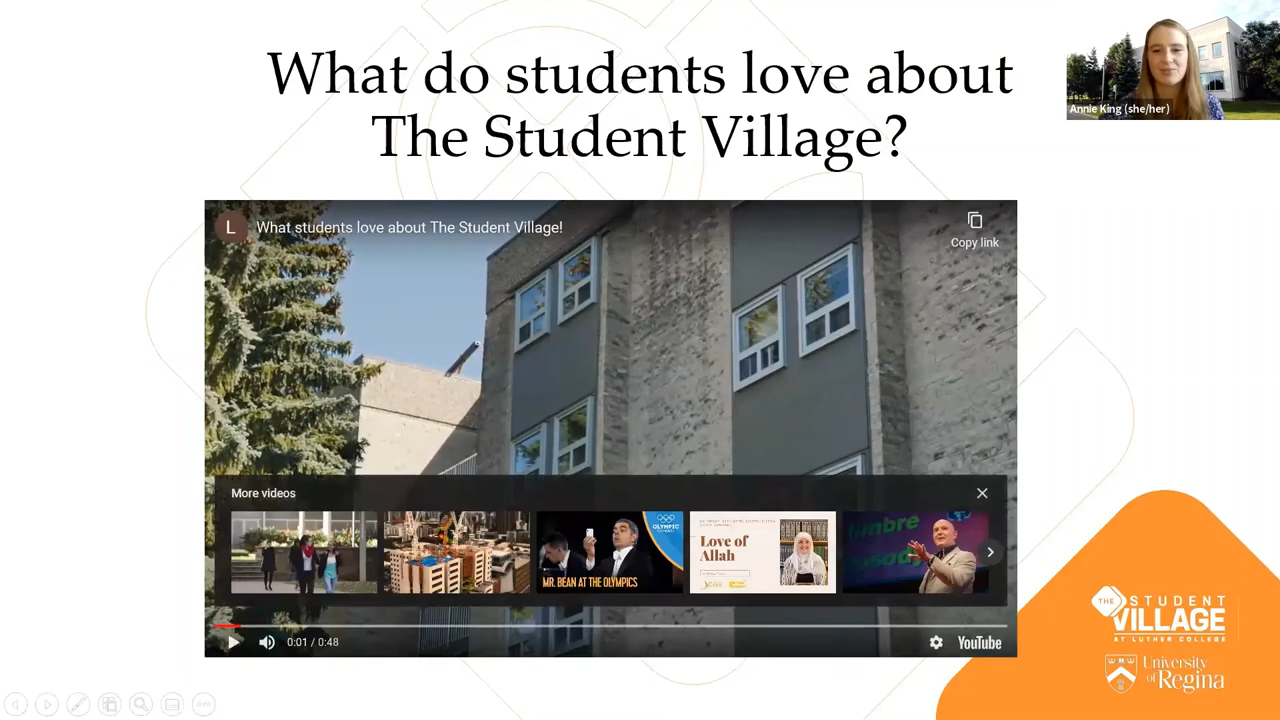 What do students love about
The Student Village?
Annie King (she/her)
L
What students love about The Student Village!
Copy link
More videos
OLYMPIC
MR. BEAN AT THE OLYMPICS
Love of
Allah
umbre
0:01 / 0:48
YouTube
THE STUDENT
VILLAGE
AT LUTHER COLLEGE
University
of Regina